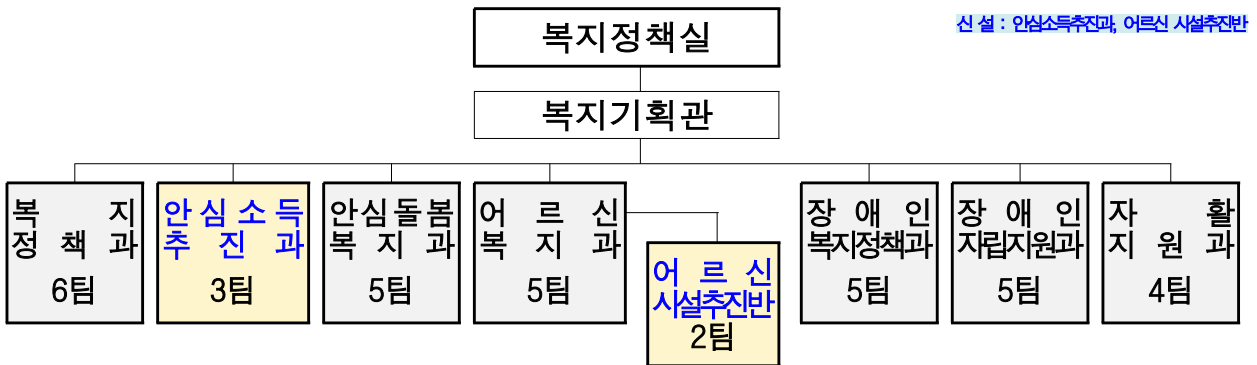 신 설 : 안심소득추진과, 어르신 시설추진반
복지정책실
복지기획관
복 지
정 책 과
6팀
안 심 소 득
추 진 과
3팀
안심돌봄
복 지 과
5팀
어 르 신
복 지 과
5팀
어 르 신
시설추진반
2팀
장 애 인
복지정책과
5팀
장 애 인
자립지원과
5팀
자 활
지 원 과
4팀